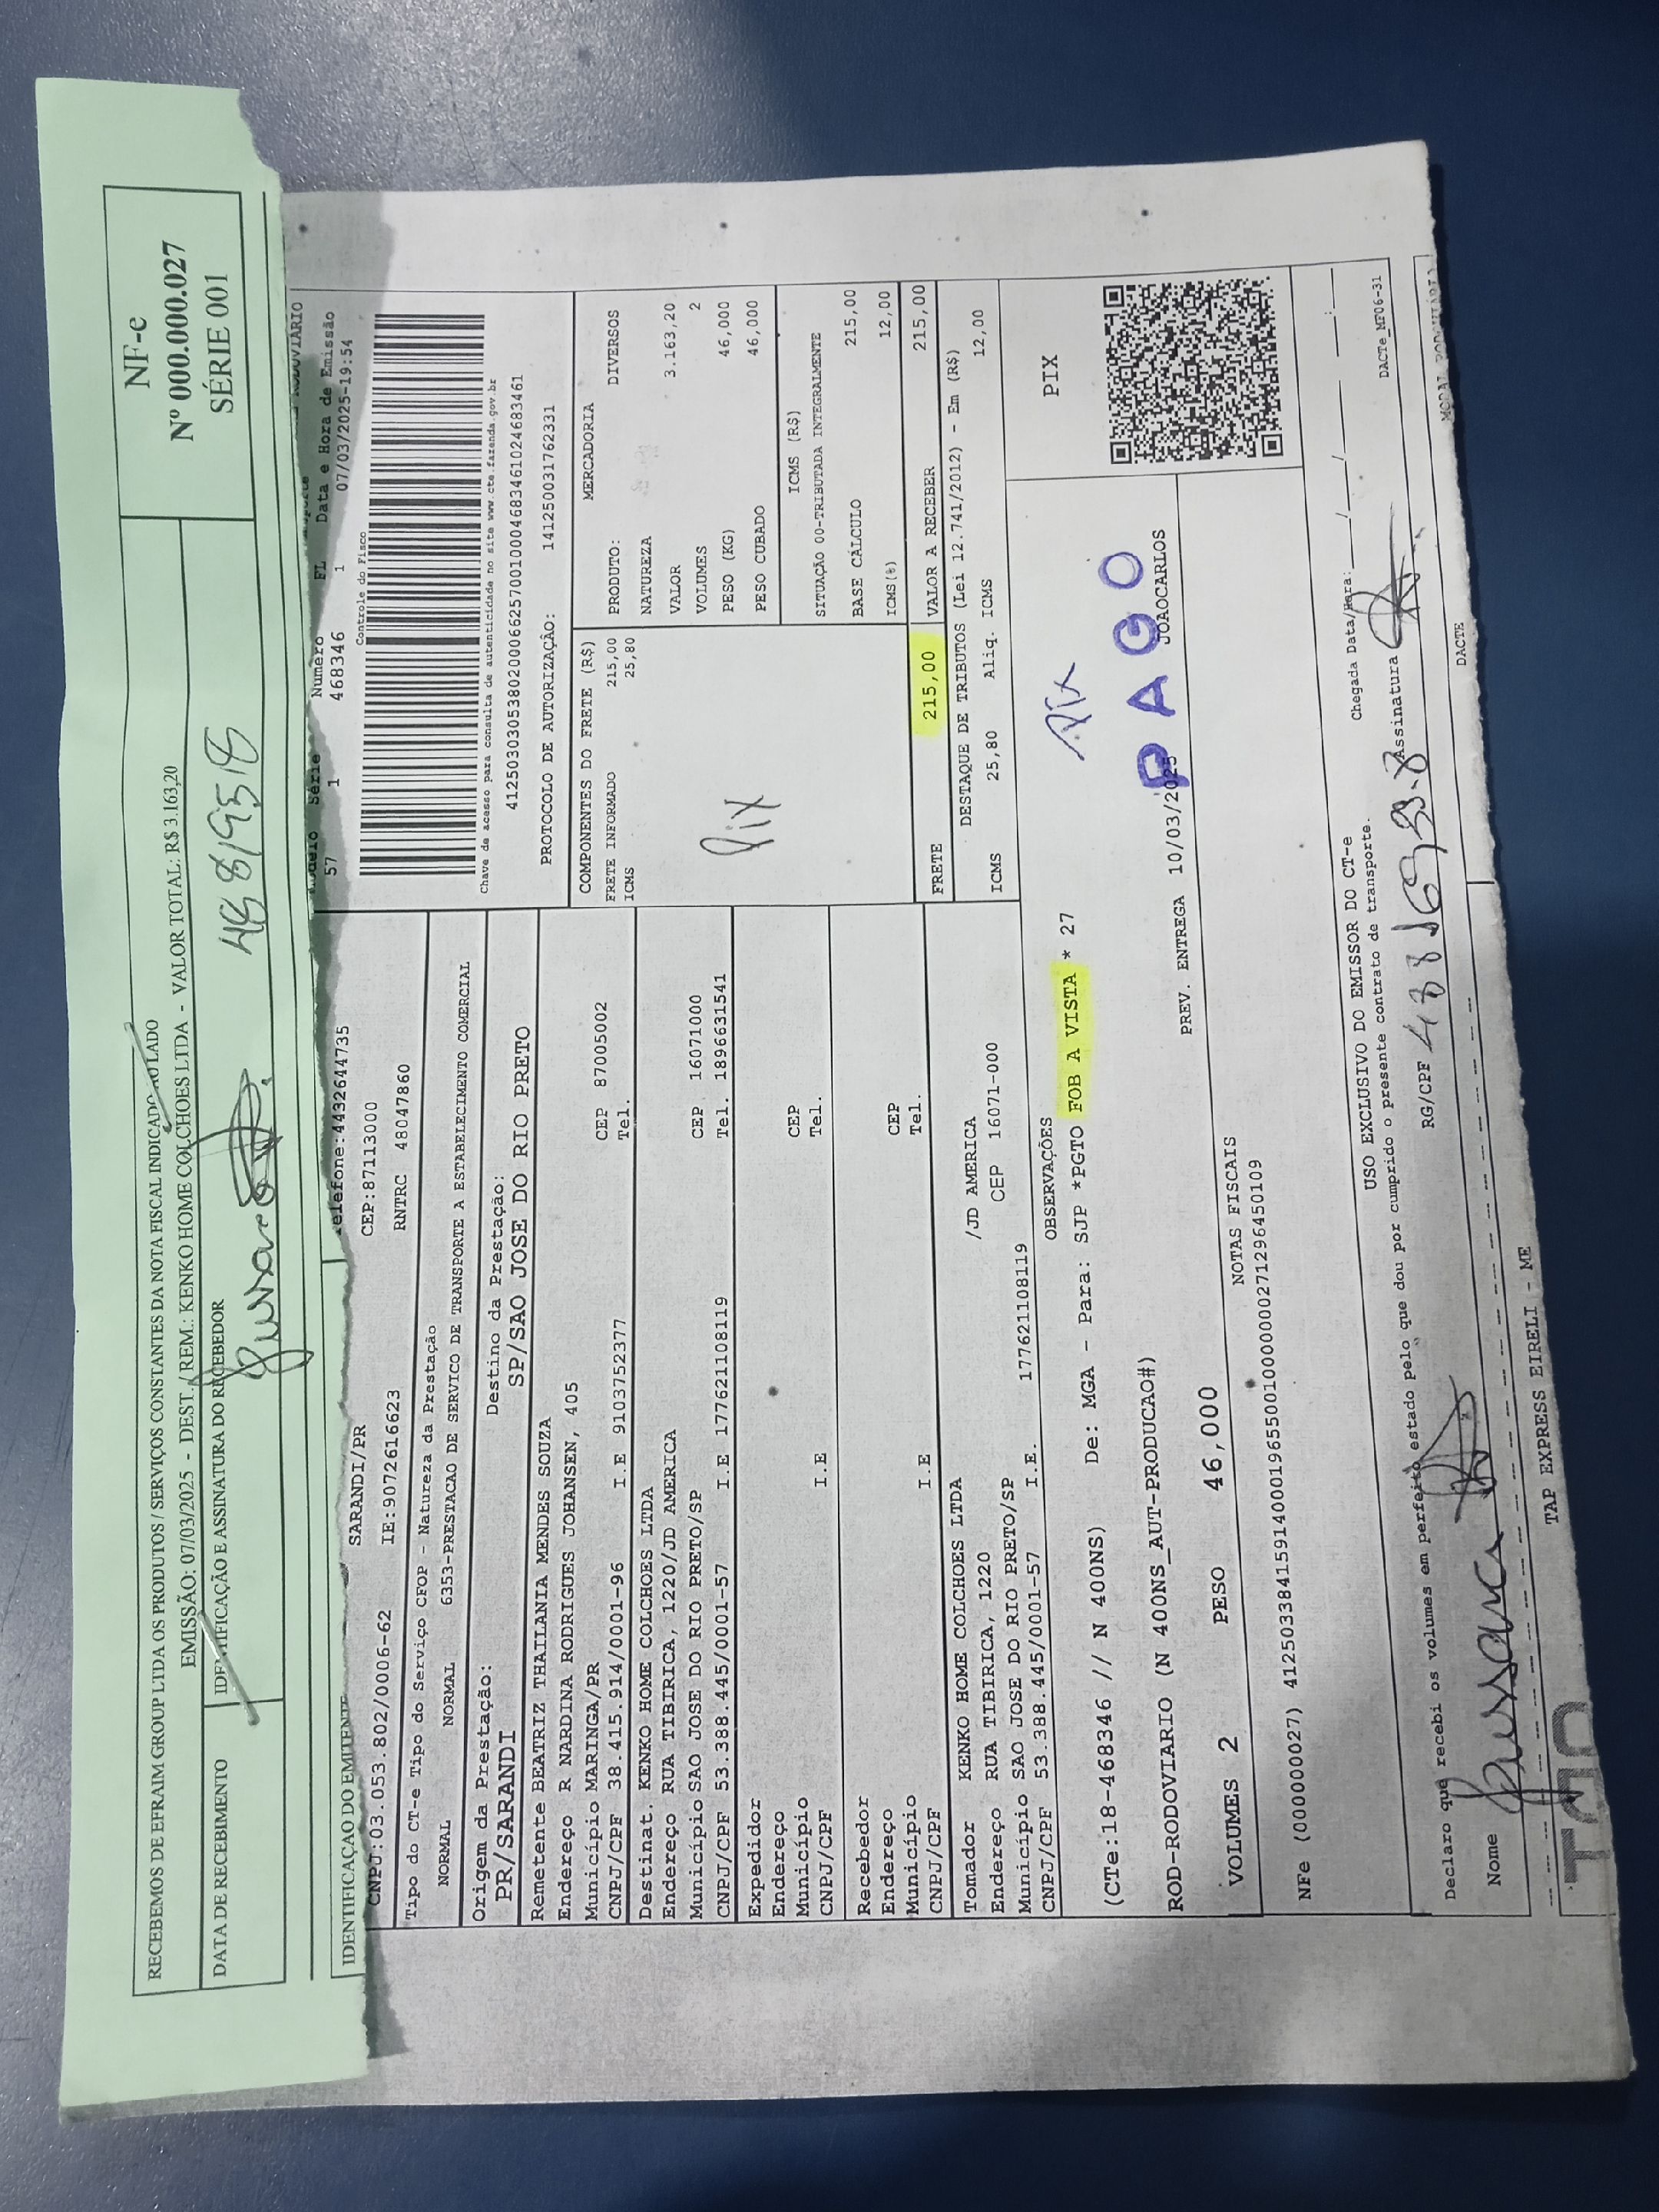 NF-e
Nº 000.000.027
SÉRIE 001
RECEBEMOS DE EFRAIM GROUP LTDA OS PRODUTOS / SERVIÇOS CONSTANTES DA NOTA FISCAL INDICADO AO LADO
EMISSÃO: 07/03/2025 - DEST. / REM.: KENKO HOME COLCHOES LTDA - VALOR TOTAL: R$ 3.163,20
DATA DE RECEBIMENTO
IDENTIFICAÇÃO E ASSINATURA DO RECEBEDOR
IDENTIFICAÇAO DO EMITENTE
SARANDI/PR
Telefone:4432644735
CEP:87113000
CNPJ:03.053.802/0006-62 IE:9072616623 RNTRC 48047860
Modelo Série Número FL Data e Hora de Emissão
57 1 468346 1 07/03/2025-19:54
Controle do Fisco
Chave de acesso para consulta de autenticidade no site www.cte.fazenda.gov.br
41250303053802000662570010004683461024683461
PROTOCOLO DE AUTORIZAÇÃO: 141250031762331
Tipo do CT-e Tipo do Serviço CFOP - Natureza da Prestação
NORMAL NORMAL 6353-PRESTACAO DE SERVICO DE TRANSPORTE A ESTABELECIMENTO COMERCIAL
Origem da Prestação: Destino da Prestação:
PR/SARANDI SP/SAO JOSE DO RIO PRETO
Remetente BEATRIZ THAILANIA MENDES SOUZA
Endereço R NARDINA RODRIGUES JOHANSEN, 405
Município MARINGA/PR CEP 87005002
CNPJ/CPF 38.415.914/0001-96 I.E 9103752377 Tel.
Destinat. KENKO HOME COLCHOES LTDA
Endereço RUA TIBIRICA, 1220/JD AMERICA
Município SAO JOSE DO RIO PRETO/SP CEP 16071000
CNPJ/CPF 53.388.445/0001-57 I.E 177621108119 Tel. 1896631541
Expedidor
Endereço
Município CEP
CNPJ/CPF I.E Tel.
Recebedor
Endereço
Município CEP
CNPJ/CPF I.E Tel.
Tomador KENKO HOME COLCHOES LTDA
Endereço RUA TIBIRICA, 1220 /JD AMERICA
Município SAO JOSE DO RIO PRETO/SP CEP 16071-000
CNPJ/CPF 53.388.445/0001-57 I.E. 177621108119
COMPONENTES DO FRETE (R$)
FRETE INFORMADO 215,00
ICMS 25,80
PIX
FRETE 215,00
MERCADORIA
PRODUTO: DIVERSOS
NATUREZA
VALOR 3.163,20
VOLUMES 2
PESO (KG) 46,000
PESO CUBADO 46,000
ICMS (R$)
SITUAÇÃO 00-TRIBUTADA INTEGRALMENTE
BASE CÁLCULO 215,00
ICMS(%) 12,00
VALOR A RECEBER 215,00
DESTAQUE DE TRIBUTOS (Lei 12.741/2012) - Em (R$)
ICMS 25,80 Aliq. ICMS 12,00
OBSERVAÇÕES
(CTe:18-468346 // N 400NS) De: MGA - Para: SJP *PGTO FOB A VISTA * 27
PIX
PIX
PAGO
ROD-RODOVIARIO (N 400NS_AUT-PRODUCAO#) PREV. ENTREGA 10/03/2025 JOAOCARLOS
VOLUMES 2 PESO 46,000
NOTAS FISCAIS
NFe (000000027) 41250338415914000196550010000000271296450109
USO EXCLUSIVO DO EMISSOR DO CT-e
Declaro que recebi os volumes em perfeito estado pelo que dou por cumprido o presente contrato de transporte.
Chegada Data/Hora: / / :
Nome RG/CPF Assinatura
DACTe_MF06-31
TAP EXPRESS EIRELI - ME
DACTE
MODAL RODOVIÁRIO